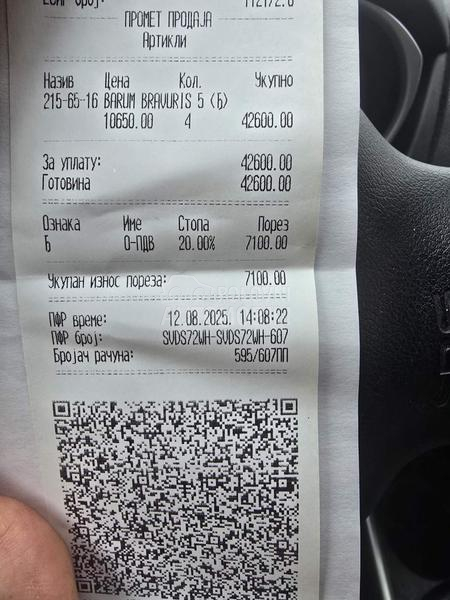 ПРОМЕТ ПРОДАЈА
Артикли
Назив Цена Кол. Укупно
215-65-16 BARUM BRAVURIS 5 (Ђ)
10650.00 4 42600.00
За уплату: 42600.00
Готовина 42600.00
Ознака Име Стопа Порез
Ђ О-ПДВ 20.00% 7100.00
Укупан износ пореза: 7100.00
ПФР време: 12.08.2025. 14:08:22
ПФР број: SVDS72WH-SVDS72WH-607
Бројач рачуна: 595/607ПП